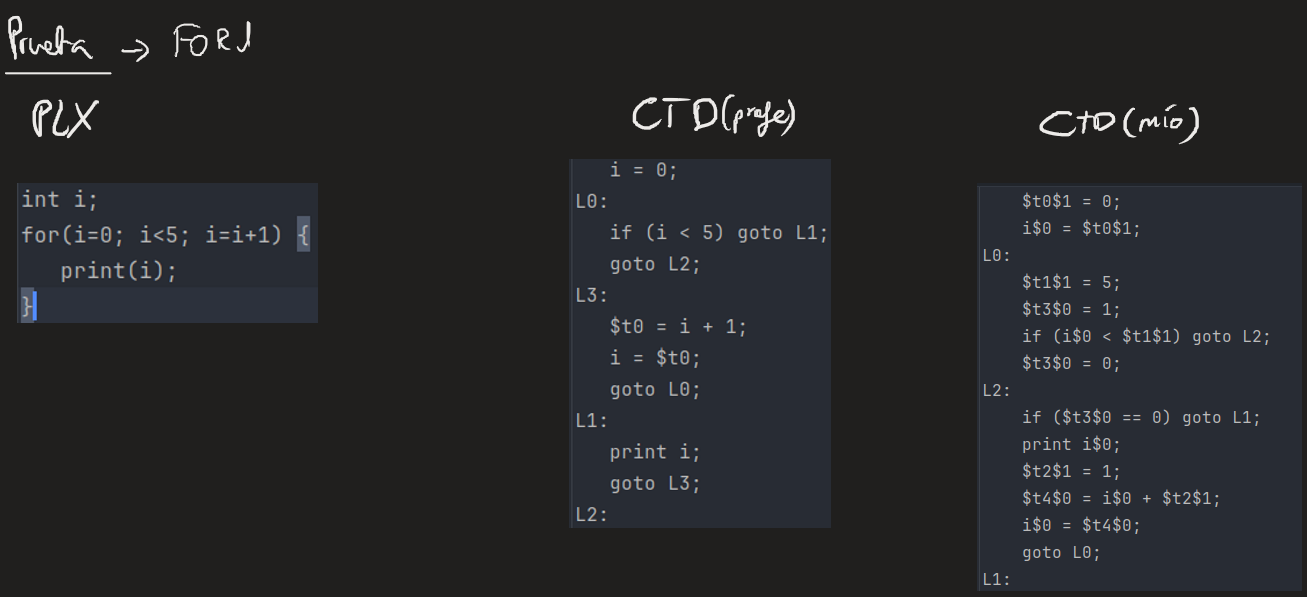 Prueba → FOR1
PLX
int i;
for(i=0; i<5; i=i+1) {
print(i);
}
CTD(profe)
i = 0;
L0:
if (i < 5) goto L1;
goto L2;
L3:
$t0 = i + 1;
i = $t0;
goto L0;
L1:
print i;
goto L3;
L2:
CTD(mío)
$t0$1 = 0;
i$0 = $t0$1;
L0:
$t1$1 = 5;
$t3$0 = 1;
if (i$0 < $t1$1) goto L2;
$t3$0 = 0;
L2:
if ($t3$0 == 0) goto L1;
print i$0;
$t2$1 = 1;
$t4$0 = i$0 + $t2$1;
i$0 = $t4$0;
goto L0;
L1: